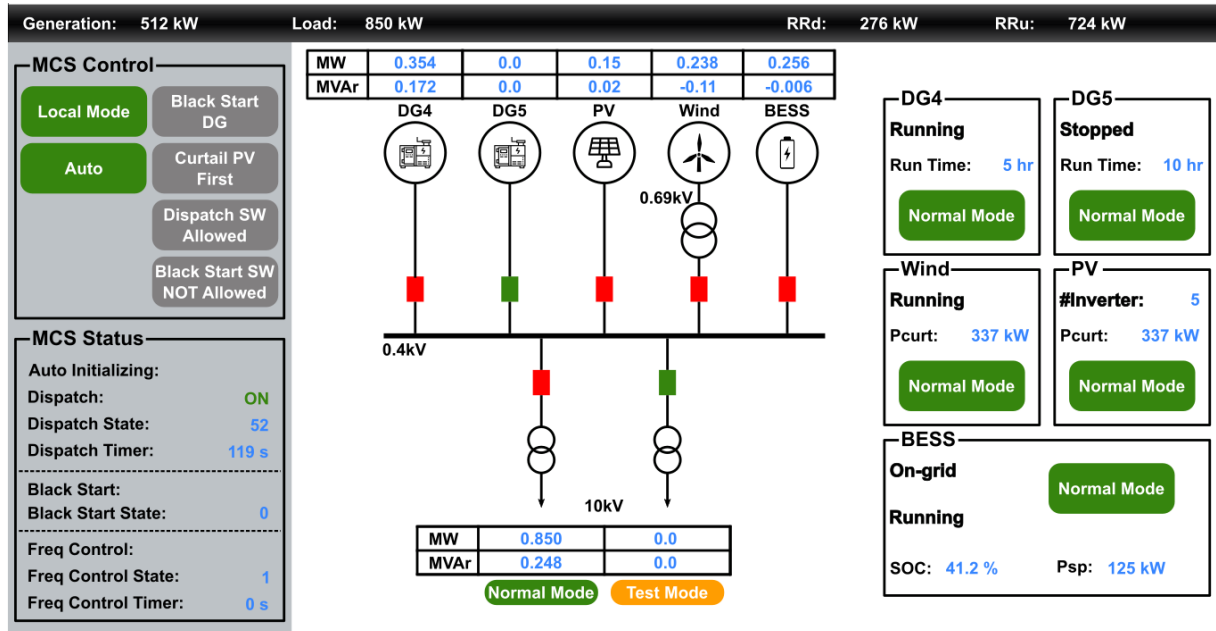 Generation: 512 kW Load: 850 kW RRd: 276 kW RRu: 724 kW
MCS Control
Local Mode
Black Start DG
Auto
Curtail PV First
Dispatch SW Allowed
Black Start SW NOT Allowed
MCS Status
Auto Initializing:
Dispatch: ON
Dispatch State: 52
Dispatch Timer: 119 s
Black Start:
Black Start State: 0
Freq Control:
Freq Control State: 1
Freq Control Timer: 0 s
MW 0.354 0.0 0.15 0.238 0.256
MVAr 0.172 0.0 0.02 -0.11 -0.006
DG4 DG5 PV Wind BESS
0.69kV
0.4kV
10kV
MW 0.850 0.0
MVAr 0.248 0.0
Normal Mode Test Mode
DG4
Running
Run Time: 5 hr
Normal Mode
DG5
Stopped
Run Time: 10 hr
Normal Mode
Wind
Running
Pcurt: 337 kW
Normal Mode
PV
#Inverter: 5
Pcurt: 337 kW
Normal Mode
BESS
On-grid
Normal Mode
Running
SOC: 41.2 % Psp: 125 kW